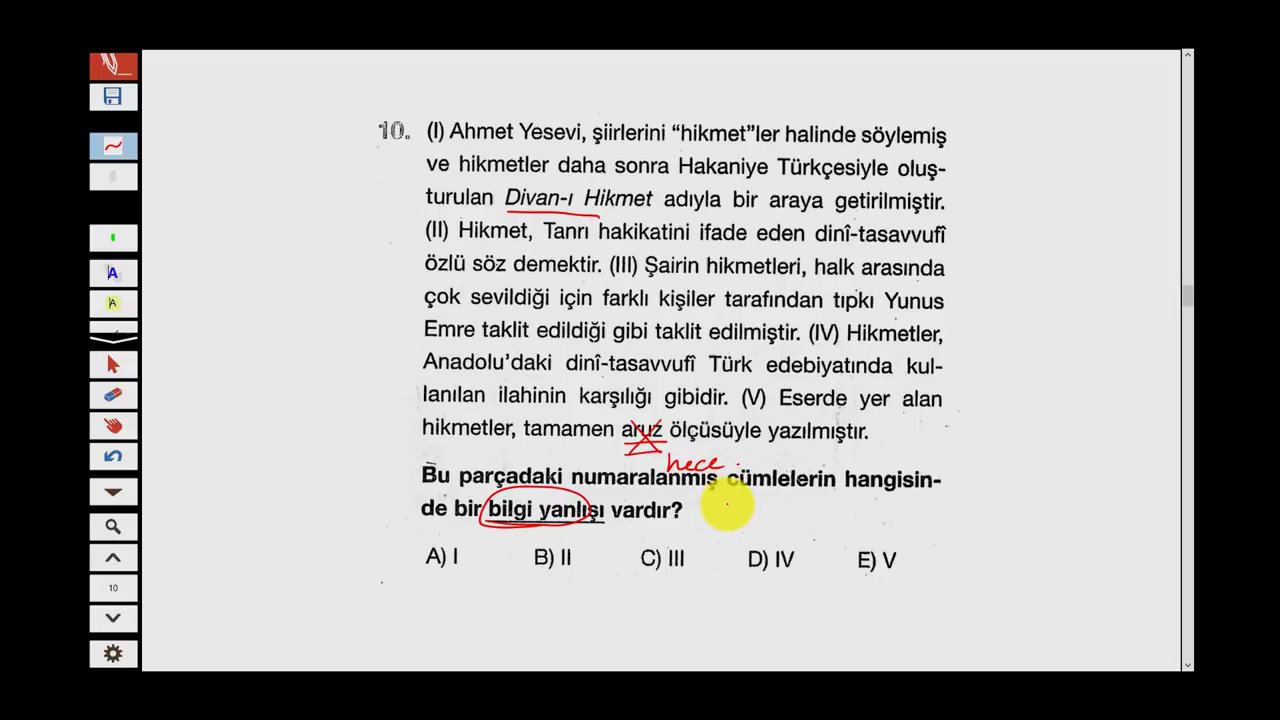 10. (I) Ahmet Yesevi, şiirlerini “hikmet”ler halinde söylemiş
ve hikmetler daha sonra Hakaniye Türkçesiyle oluş-
turulan Divan-ı Hikmet adıyla bir araya getirilmiştir.
(II) Hikmet, Tanrı hakikatini ifade eden dinî-tasavvufî
özlü söz demektir. (III) Şairin hikmetleri, halk arasında
çok sevildiği için farklı kişiler tarafından tıpkı Yunus
Emre taklit edildiği gibi taklit edilmiştir. (IV) Hikmetler,
Anadolu’daki dinî-tasavvufî Türk edebiyatında kul-
lanılan ilahinin karşılığı gibidir. (V) Eserde yer alan
hikmetler, tamamen aruz ölçüsüyle yazılmıştır.
hece
Bu parçadaki numaralanmış cümlelerin hangisin-
de bir bilgi yanlışı vardır?
A) I B) II C) III D) IV E) V
A
A
10